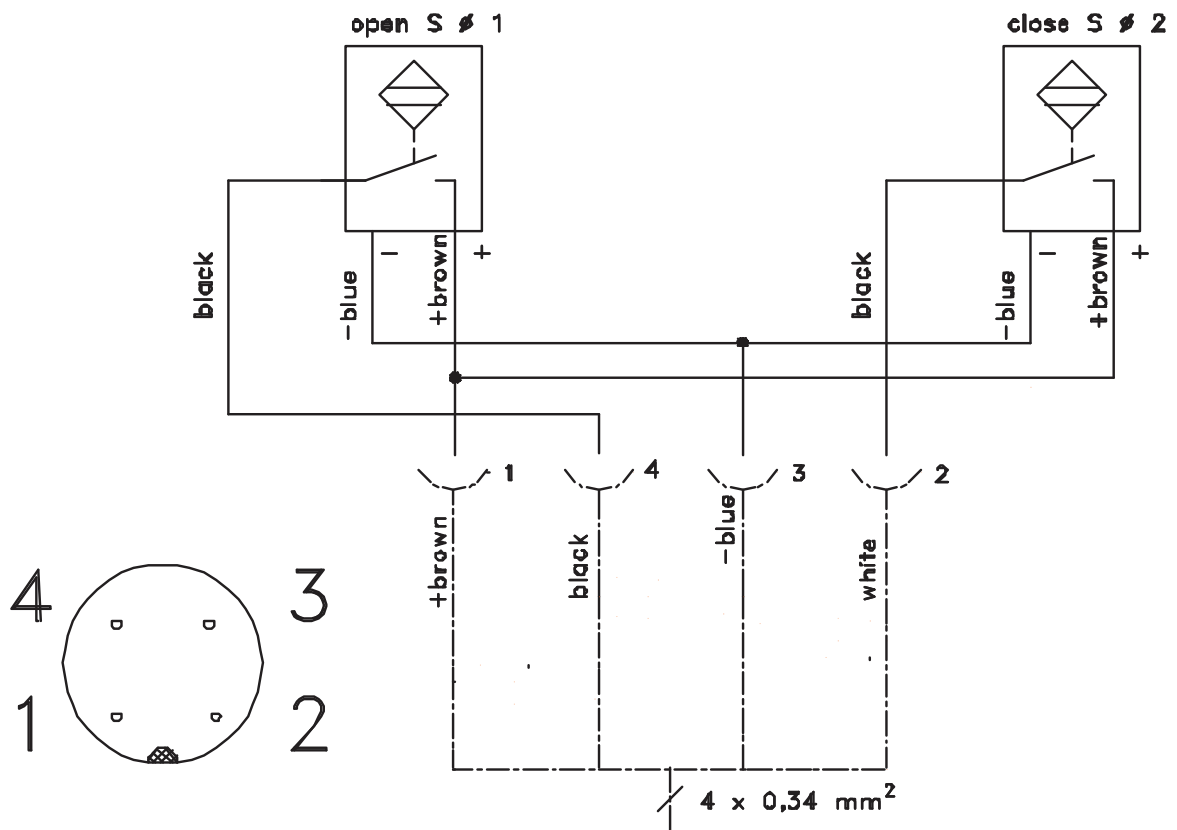 open S ø 1
close S ø 2
- +
- +
black
-blue
+brown
black
-blue
+brown
1
4
3
2
+brown
black
-blue
white
4
3
1
2
4 x 0,34 mm²